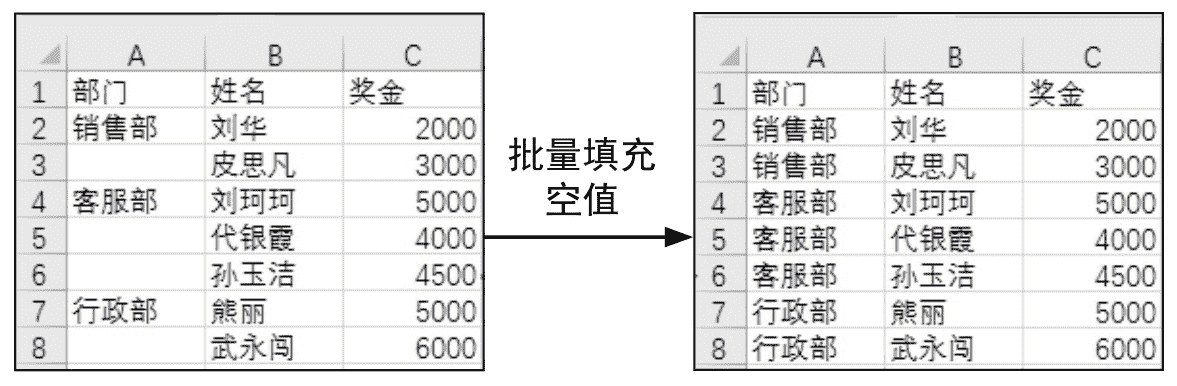 A B C
1 部门 姓名 奖金
2 销售部 刘华 2000
3 皮思凡 3000
4 客服部 刘珂珂 5000
5 代银霞 4000
6 孙玉洁 4500
7 行政部 熊丽 5000
8 武永闯 6000
批量填充
空值
A B C
1 部门 姓名 奖金
2 销售部 刘华 2000
3 销售部 皮思凡 3000
4 客服部 刘珂珂 5000
5 客服部 代银霞 4000
6 客服部 孙玉洁 4500
7 行政部 熊丽 5000
8 行政部 武永闯 6000